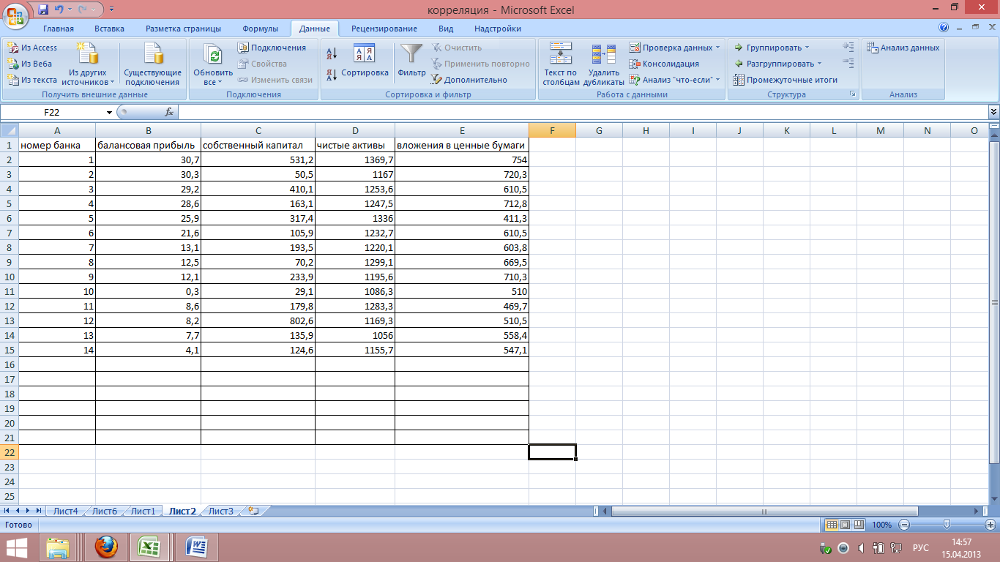 корреляция - Microsoft Excel
Главная Вставка Разметка страницы Формулы Данные Рецензирование Вид Надстройки
Из Access
Из Веба
Из текста
Из других источников
Существующие подключения
Получить внешние данные
Обновить все
Подключения
Свойства
Изменить связи
Подключения
Сортировка
Фильтр
Очистить
Применить повторно
Дополнительно
Сортировка и фильтр
Текст по столбцам
Удалить дубликаты
Проверка данных
Консолидация
Анализ "что-если"
Работа с данными
Группировать
Разгруппировать
Промежуточные итоги
Структура
Анализ данных
Анализ
F22 fx
A B C D E F G H I J K L M N O
1 номер банка балансовая прибыль собственный капитал чистые активы вложения в ценные бумаги
2 1 30,7 531,2 1369,7 754
3 2 30,3 50,5 1167 720,3
4 3 29,2 410,1 1253,6 610,5
5 4 28,6 163,1 1247,5 712,8
6 5 25,9 317,4 1336 411,3
7 6 21,6 105,9 1232,7 610,5
8 7 13,1 193,5 1220,1 603,8
9 8 12,5 70,2 1299,1 669,5
10 9 12,1 233,9 1195,6 710,3
11 10 0,3 29,1 1086,3 510
12 11 8,6 179,8 1283,3 469,7
13 12 8,2 802,6 1169,3 510,5
14 13 7,7 135,9 1056 558,4
15 14 4,1 124,6 1155,7 547,1
16
17
18
19
20
21
22
23
24
25
Лист4 Лист6 Лист1 Лист2 Лист3
Готово 100%
РУС 14:57
15.04.2013